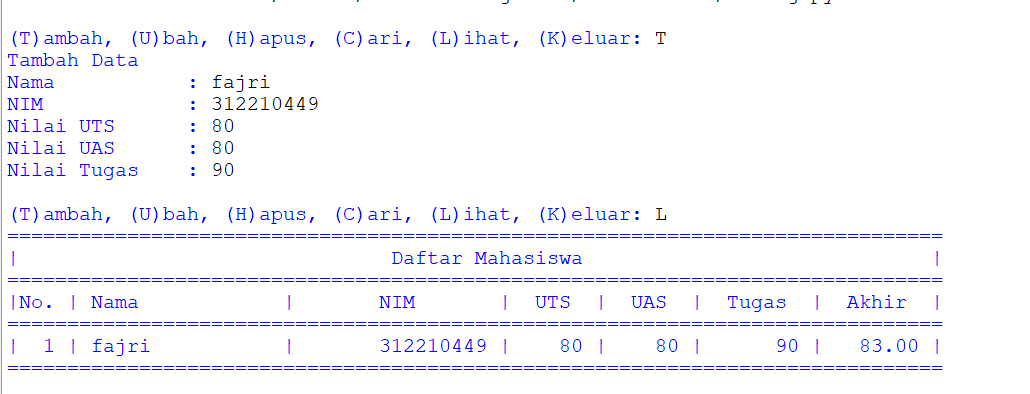 (T)ambah, (U)bah, (H)apus, (C)ari, (L)ihat, (K)eluar: T
Tambah Data
Nama : fajri
NIM : 312210449
Nilai UTS : 80
Nilai UAS : 80
Nilai Tugas : 90
(T)ambah, (U)bah, (H)apus, (C)ari, (L)ihat, (K)eluar: L
==============================================================================
| Daftar Mahasiswa |
==============================================================================
|No. | Nama | NIM | UTS | UAS | Tugas | Akhir |
==============================================================================
| 1 | fajri | 312210449 | 80 | 80 | 90 | 83.00 |
==============================================================================